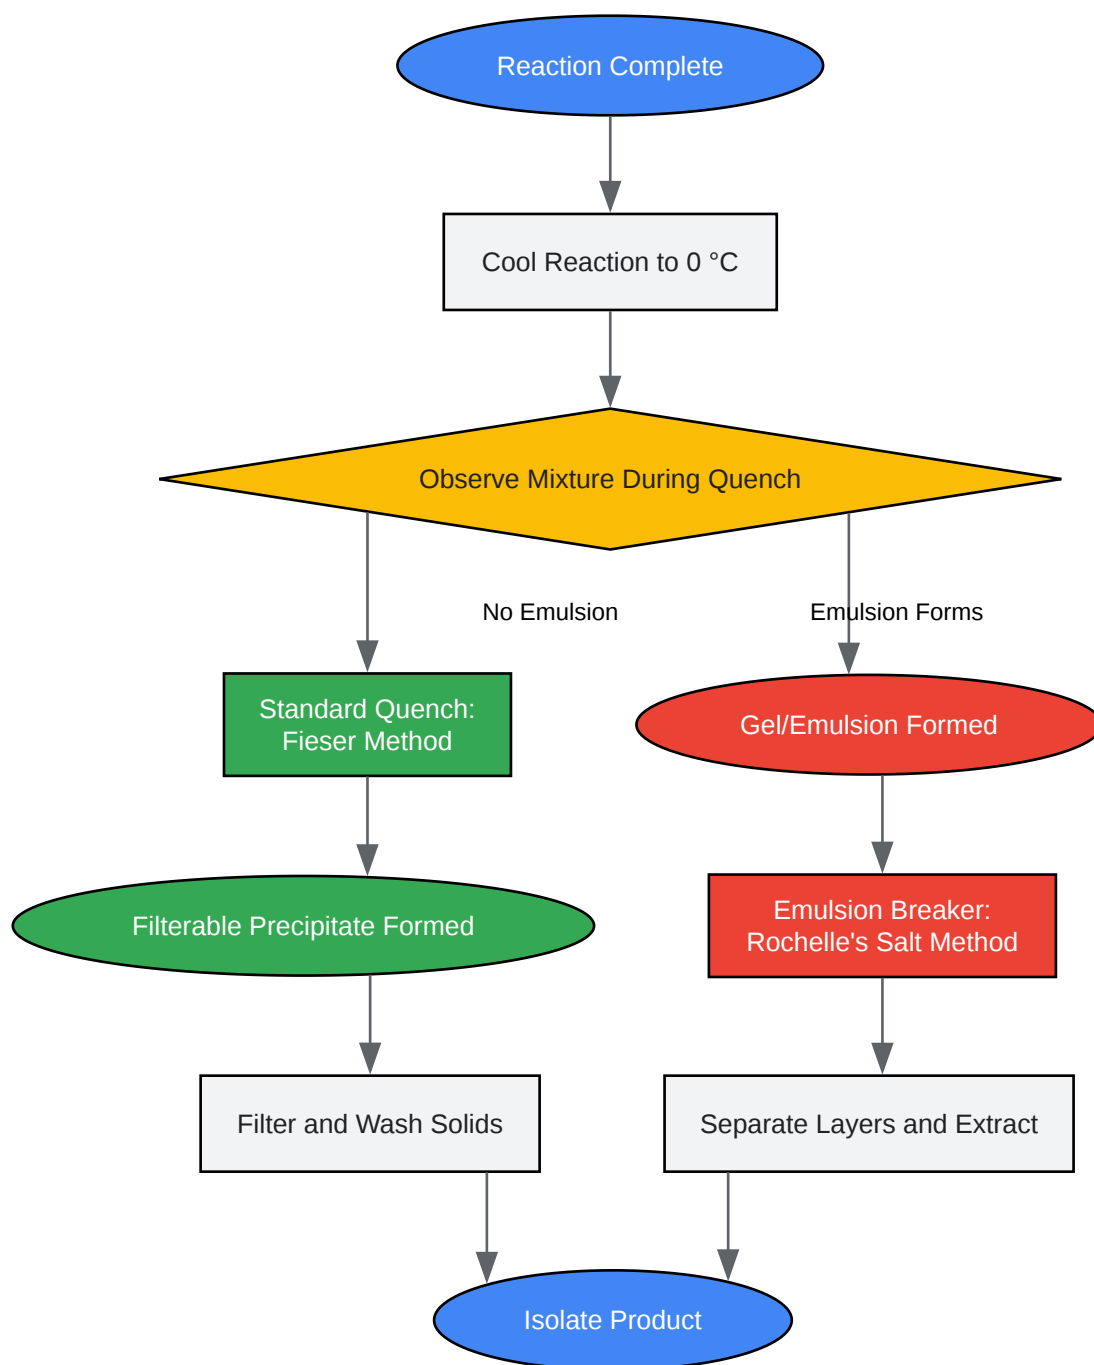 Reaction Complete
Cool Reaction to 0 °C
Observe Mixture During Quench
No Emulsion
Emulsion Forms
Standard Quench:
Fieser Method
Gel/Emulsion Formed
Filterable Precipitate Formed
Emulsion Breaker:
Rochelle's Salt Method
Filter and Wash Solids
Separate Layers and Extract
Isolate Product